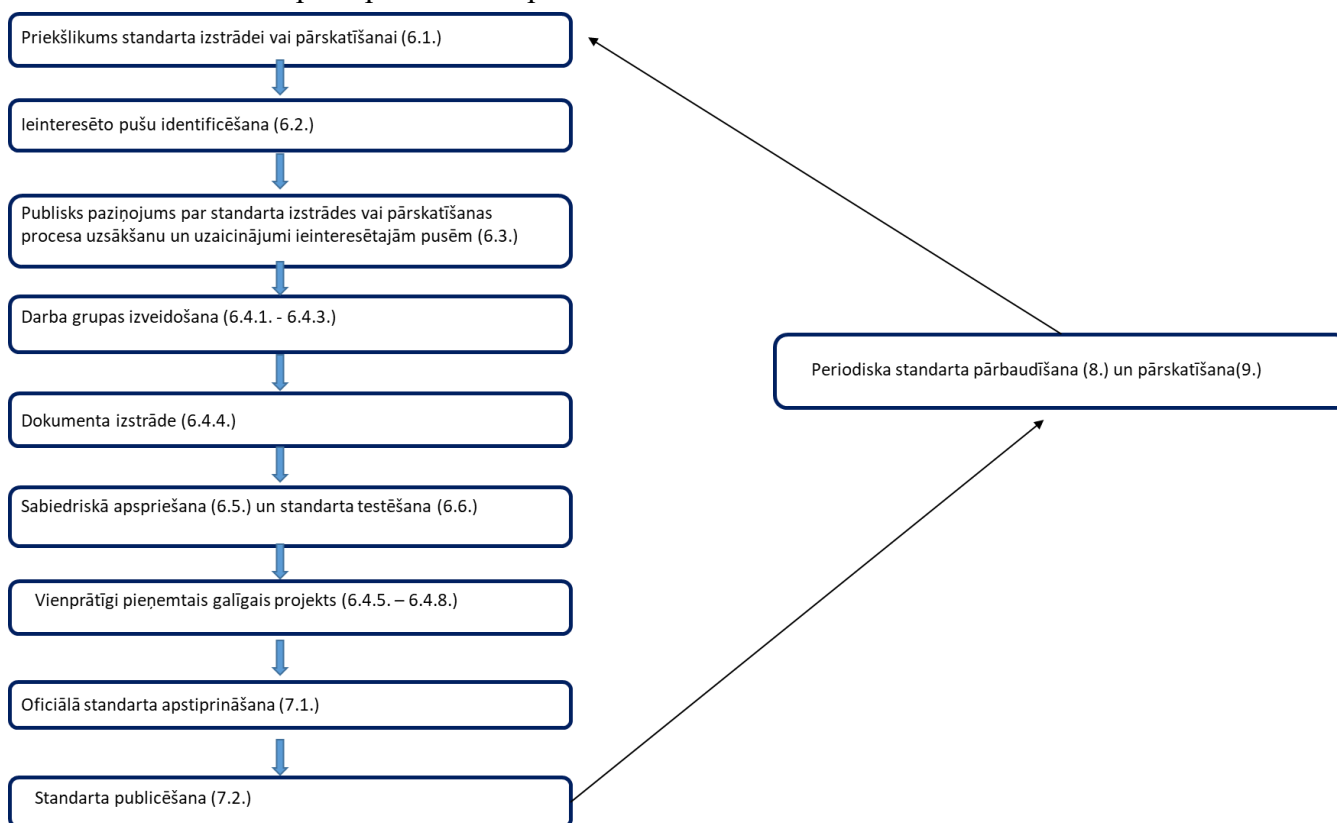 Priekšlikums standarta izstrādei vai pārskatīšanai (6.1.)
Ieinteresēto pušu identificēšana (6.2.)
Publisks paziņojums par standarta izstrādes vai pārskatīšanas
procesa uzsākšanu un uzaicinājumi ieinteresētajām pusēm (6.3.)
Darba grupas izveidošana (6.4.1. - 6.4.3.)
Dokumenta izstrāde (6.4.4.)
Sabiedriskā apspriešana (6.5.) un standarta testēšana (6.6.)
Vienprātīgi pieņemtais galīgais projekts (6.4.5. – 6.4.8.)
Oficiālā standarta apstiprināšana (7.1.)
Standarta publicēšana (7.2.)
Periodiska standarta pārbaudīšana (8.) un pārskatīšana(9.)